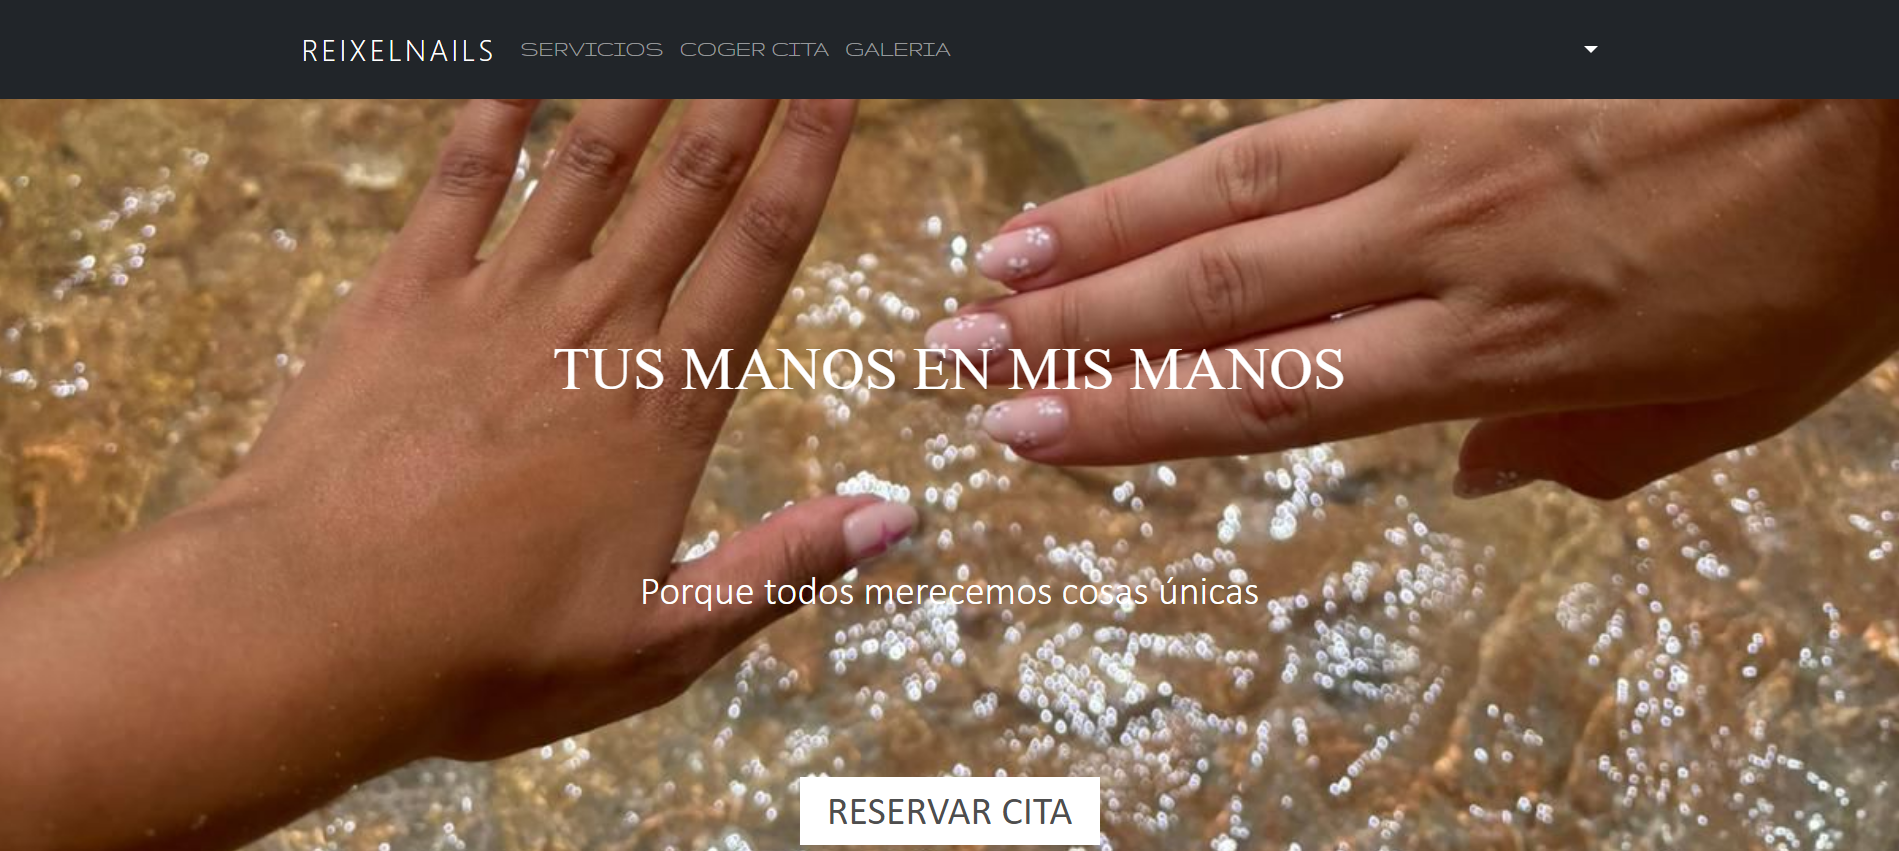 REIXELNAILS SERVICIOS COGER CITA GALERIA
TUS MANOS EN MIS MANOS
Porque todos merecemos cosas únicas
RESERVAR CITA